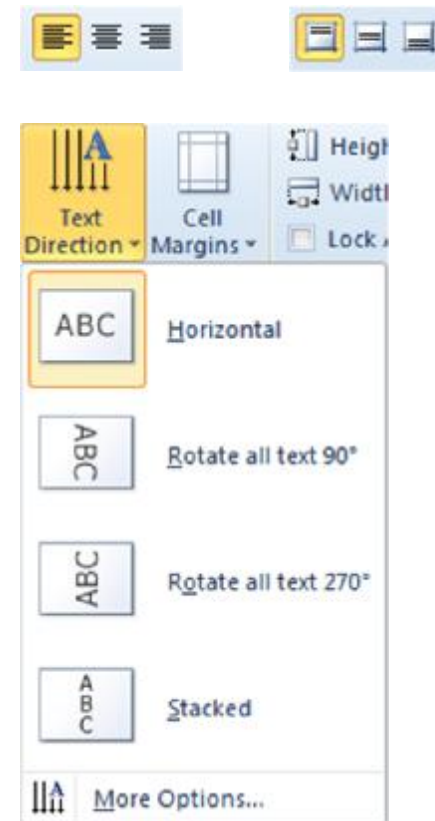 Text
Direction
Cell
Margins
Heigh
Widtl
Lock
ABC
Horizontal
ABC
Rotate all text 90°
ABC
Rotate all text 270°
A
B
C
Stacked
More Options...